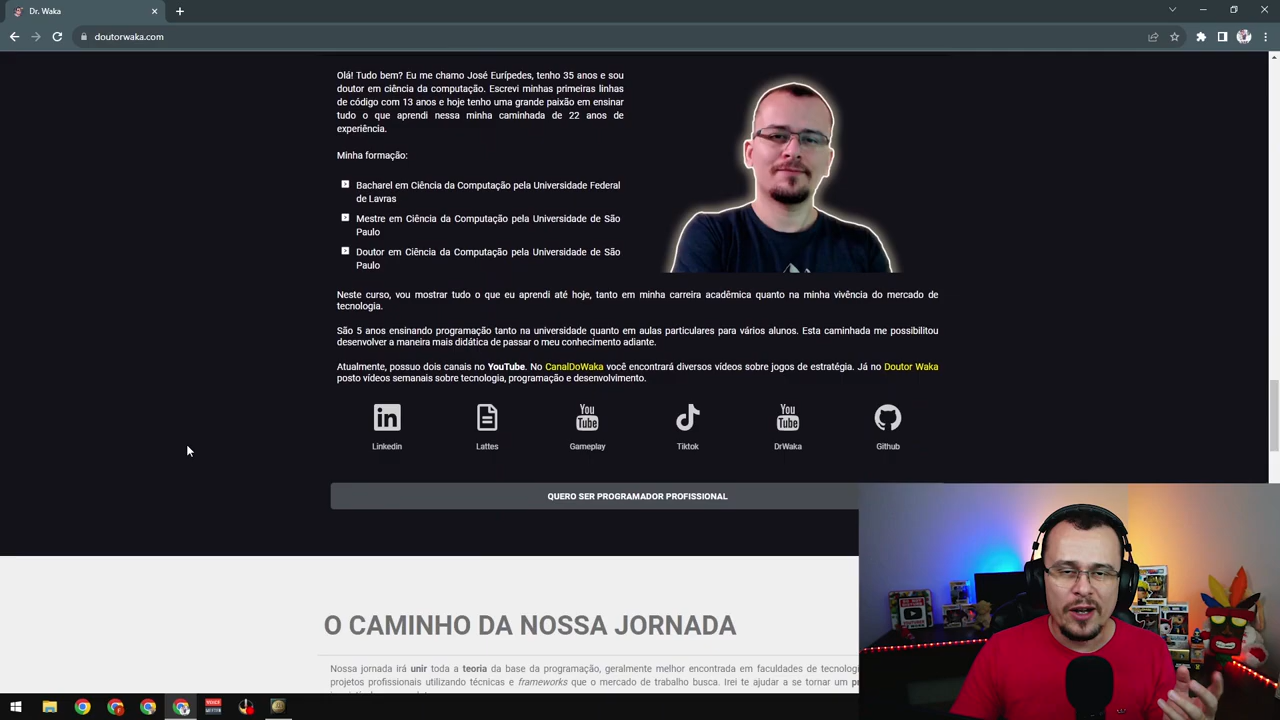 Dr. Waka
doutorwaka.com
Olá! Tudo bem? Eu me chamo José Eurípedes, tenho 35 anos e sou
doutor em ciência da computação. Escrevi minhas primeiras linhas
de código com 13 anos e hoje tenho uma grande paixão em ensinar
tudo o que aprendi nessa minha caminhada de 22 anos de
experiência.
Minha formação:
Bacharel em Ciência da Computação pela Universidade Federal
de Lavras
Mestre em Ciência da Computação pela Universidade de São
Paulo
Doutor em Ciência da Computação pela Universidade de São
Paulo
Neste curso, vou mostrar tudo o que eu aprendi até hoje, tanto em minha carreira acadêmica quanto na minha vivência do mercado de
tecnologia.
São 5 anos ensinando programação tanto na universidade quanto em aulas particulares para vários alunos. Esta caminhada me possibilitou
desenvolver a maneira mais didática de passar o meu conhecimento adiante.
Atualmente, possuo dois canais no YouTube. No CanalDoWaka você encontrará diversos vídeos sobre jogos de estratégia. Já no Doutor Waka
posto vídeos semanais sobre tecnologia, programação e desenvolvimento.
in You Tube You Tube
Linkedin Lattes Gameplay Tiktok DrWaka Github
QUERO SER PROGRAMADOR PROFISSIONAL
O CAMINHO DA NOSSA JORNADA
Nossa jornada irá unir toda a teoria da base da programação, geralmente melhor encontrada em faculdades de tecnolog
projetos profissionais utilizando técnicas e frameworks que o mercado de trabalho busca. Irei te ajudar a se tornar um